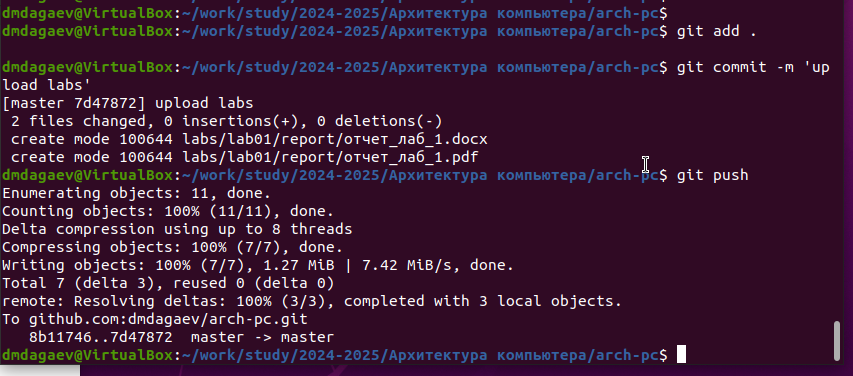 dmdagaev@VirtualBox:~/work/study/2024-2025/Архитектура компьютера/arch-pc$
dmdagaev@VirtualBox:~/work/study/2024-2025/Архитектура компьютера/arch-pc$ git add .
dmdagaev@VirtualBox:~/work/study/2024-2025/Архитектура компьютера/arch-pc$ git commit -m 'up
load labs'
[master 7d47872] upload labs
 2 files changed, 0 insertions(+), 0 deletions(-)
 create mode 100644 labs/lab01/report/отчет_лаб_1.docx
 create mode 100644 labs/lab01/report/отчет_лаб_1.pdf
dmdagaev@VirtualBox:~/work/study/2024-2025/Архитектура компьютера/arch-pc$ git push
Enumerating objects: 11, done.
Counting objects: 100% (11/11), done.
Delta compression using up to 8 threads
Compressing objects: 100% (7/7), done.
Writing objects: 100% (7/7), 1.27 MiB | 7.42 MiB/s, done.
Total 7 (delta 3), reused 0 (delta 0)
remote: Resolving deltas: 100% (3/3), completed with 3 local objects.
To github.com:dmdagaev/arch-pc.git
   8b11746..7d47872  master -> master
dmdagaev@VirtualBox:~/work/study/2024-2025/Архитектура компьютера/arch-pc$